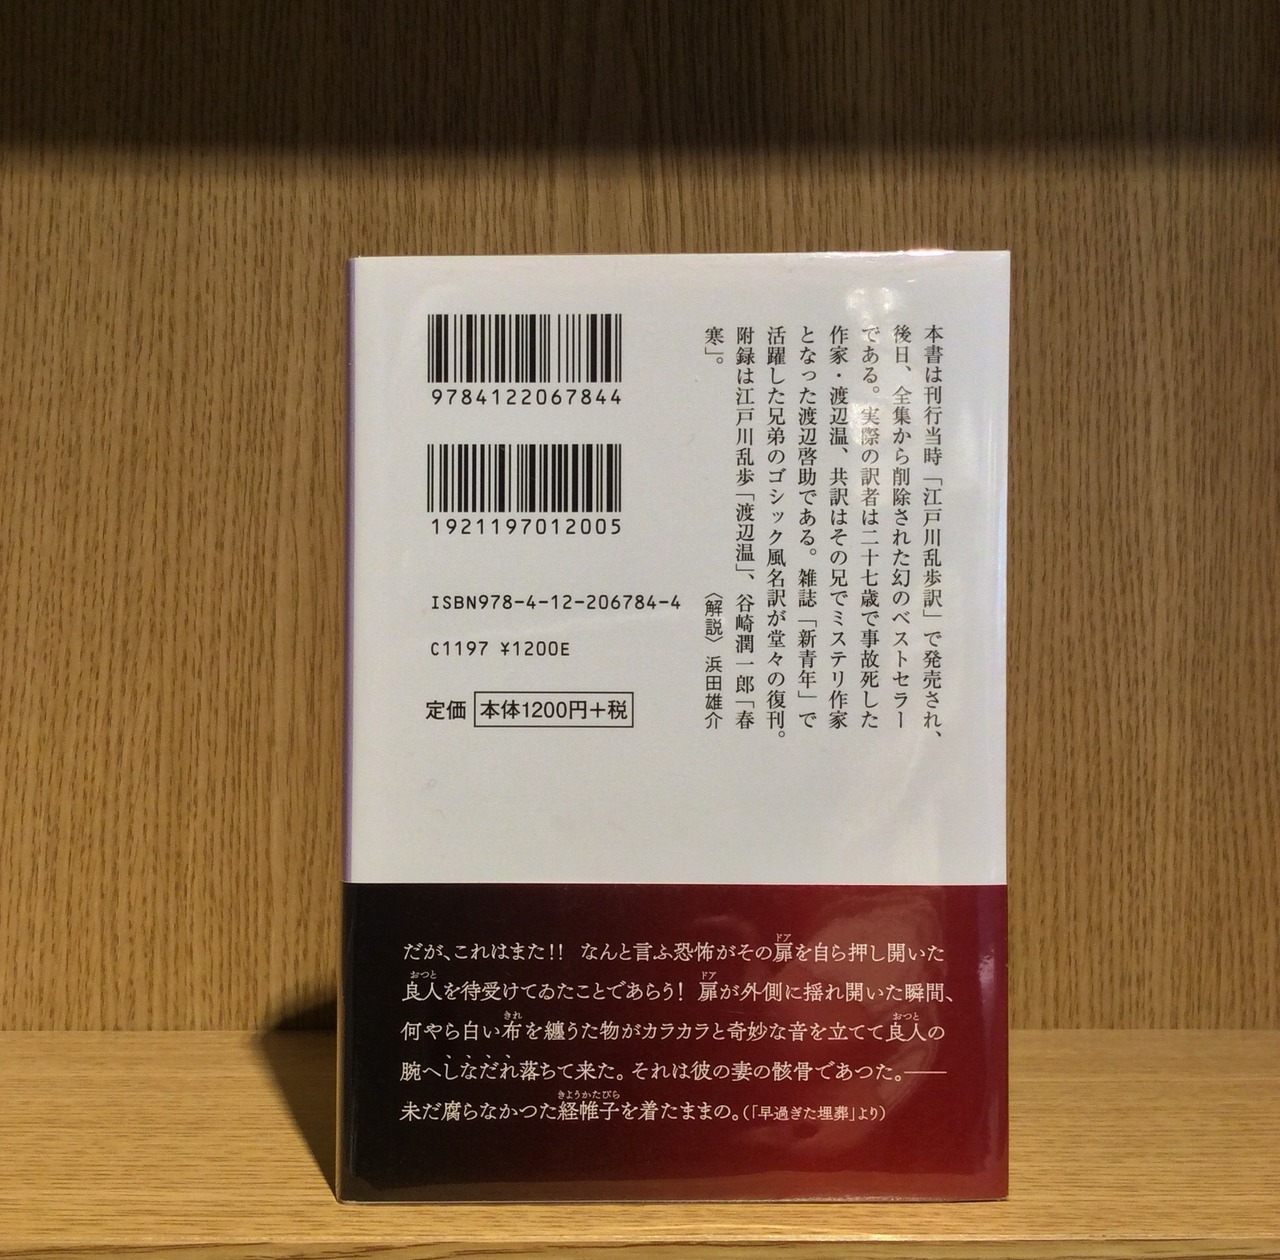 本書は刊行当時「江戸川乱歩訳」で発売され、
後日、全集から削除された幻のベストセラー
である。実際の訳者は二十七歳で事故死した
作家・渡辺温、共訳はその兄でミステリ作家
となった渡辺啓助である。雑誌「新青年」で
活躍した兄弟のゴシック風名訳が堂々の復刊。
附録は江戸川乱歩「渡辺温」、谷崎潤一郎「春
寒」。
〈解説〉浜田雄介
9784122067844
1921197012005
ISBN978-4-12-206784-4
C1197 ¥1200E
定価 本体1200円+税
だが、これはまた!! なんと言ふ恐怖がその扉を自ら押し開いた
良人を待受けてゐたことであらう! 扉が外側に揺れ開いた瞬間、
何やら白い布を纏うた物がカラカラと奇妙な音を立てて良人の
腕へしなだれ落ちて来た。それは彼の妻の骸骨であつた。――
未だ腐らなかつた経帷子を着たままの。(「早過ぎた埋葬」より)